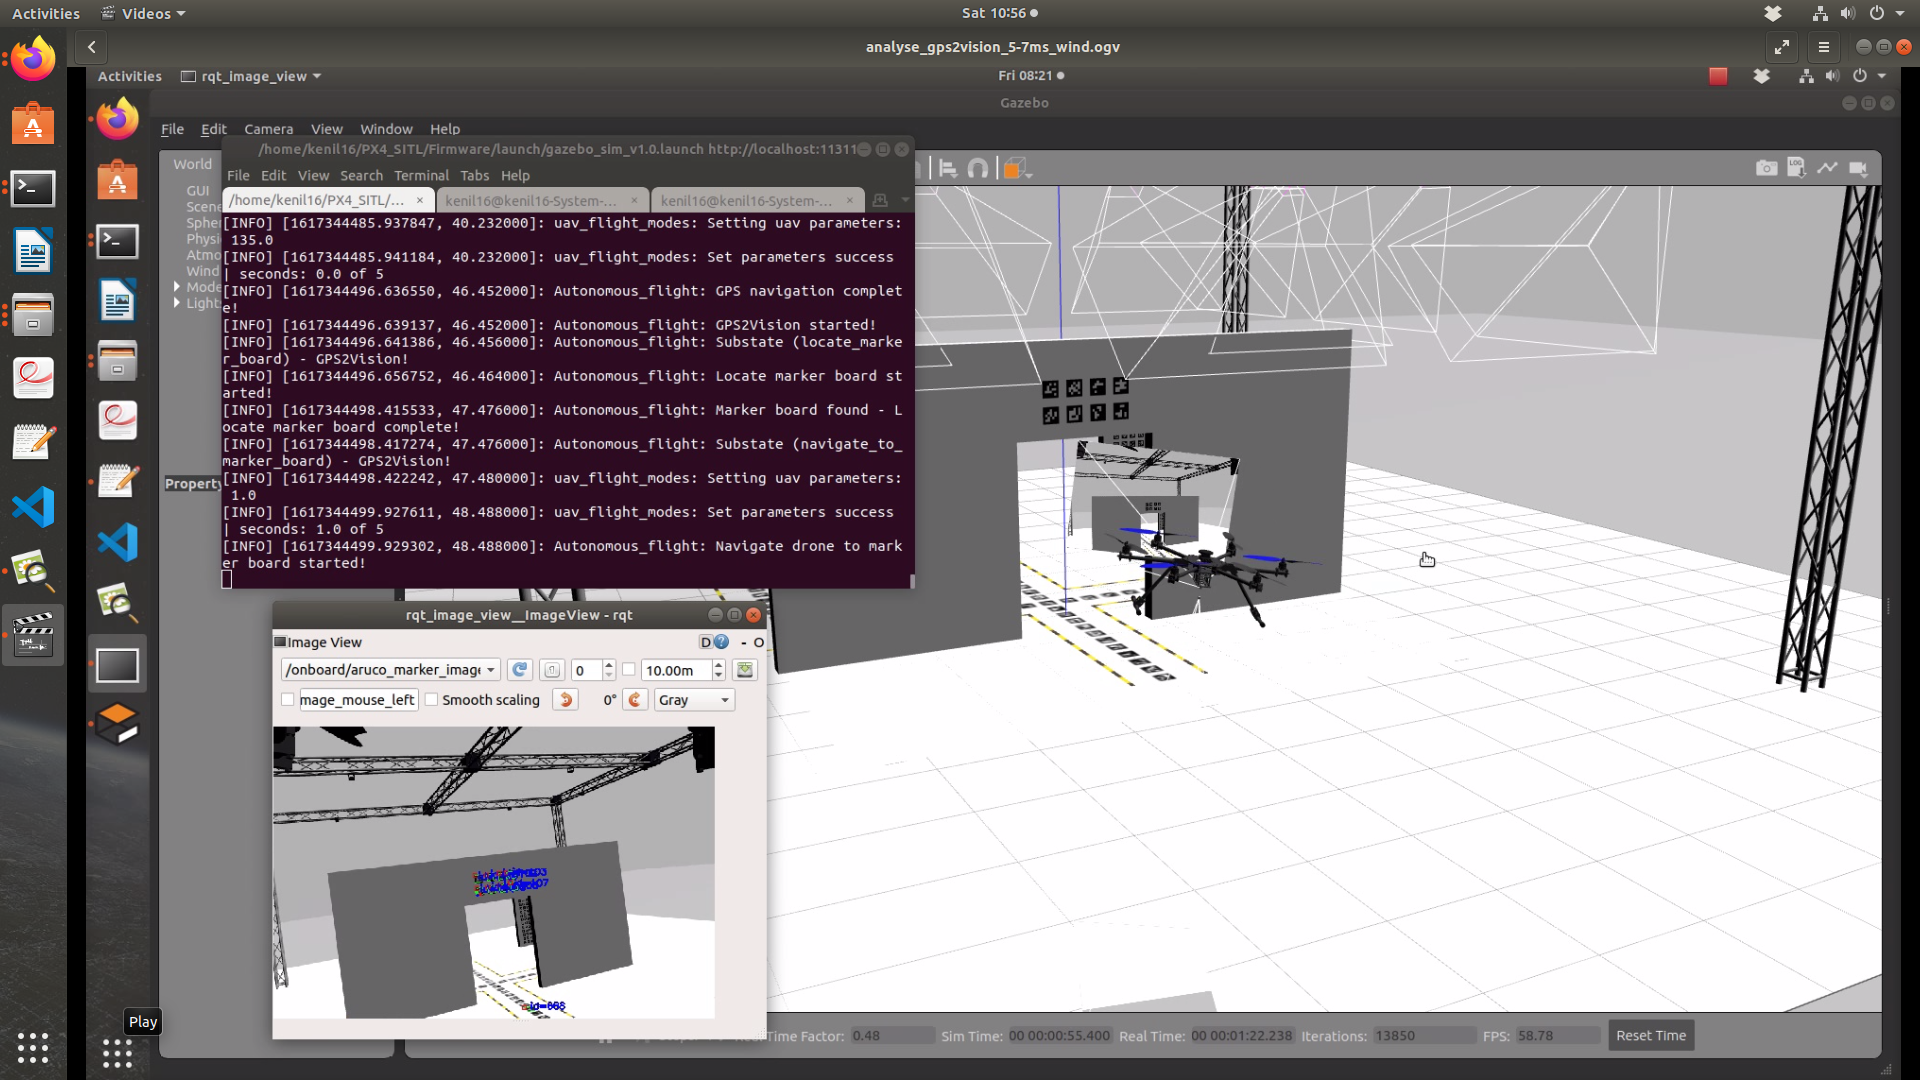 Activities
Videos
Sat 10:56
analyse_gps2vision_5-7ms_wind.ogv
Activities
rqt_image_view
Fri 08:21
Gazebo
File Edit Camera View Window Help
World
GUI
Scene
Spher
Physi
Atmo
Wind
Mode
Lights
Property
/home/kenil16/PX4_SITL/Firmware/launch/gazebo_sim_v1.0.launch http://localhost:11311
File Edit View Search Terminal Tabs Help
/home/kenil16/PX4_SITL/...
kenil16@kenil16-System-...
kenil16@kenil16-System-...
[INFO] [1617344485.937847, 40.232000]: uav_flight_modes: Setting uav parameters:
135.0
[INFO] [1617344485.941184, 40.232000]: uav_flight_modes: Set parameters success
| seconds: 0.0 of 5
[INFO] [1617344496.636550, 46.452000]: Autonomous_flight: GPS navigation complet
e!
[INFO] [1617344496.639137, 46.452000]: Autonomous_flight: GPS2Vision started!
[INFO] [1617344496.641386, 46.456000]: Autonomous_flight: Substate (locate_marke
r_board) - GPS2Vision!
[INFO] [1617344496.656752, 46.464000]: Autonomous_flight: Locate marker board st
arted!
[INFO] [1617344498.415533, 47.476000]: Autonomous_flight: Marker board found - L
ocate marker board complete!
[INFO] [1617344498.417274, 47.476000]: Autonomous_flight: Substate (navigate_to_
marker_board) - GPS2Vision!
[INFO] [1617344498.422242, 47.480000]: uav_flight_modes: Setting uav parameters:
1.0
[INFO] [1617344499.927611, 48.488000]: uav_flight_modes: Set parameters success
| seconds: 1.0 of 5
[INFO] [1617344499.929302, 48.488000]: Autonomous_flight: Navigate drone to mark
er board started!
rqt_image_view__ImageView - rqt
Image View
D
- O
/onboard/aruco_marker_image
0
10.00m
mage_mouse_left
Smooth scaling
0°
Gray
Play
Time Factor: 0.48
Sim Time: 00 00:00:55.400
Real Time: 00 00:01:22.238
Iterations: 13850
FPS: 58.78
Reset Time